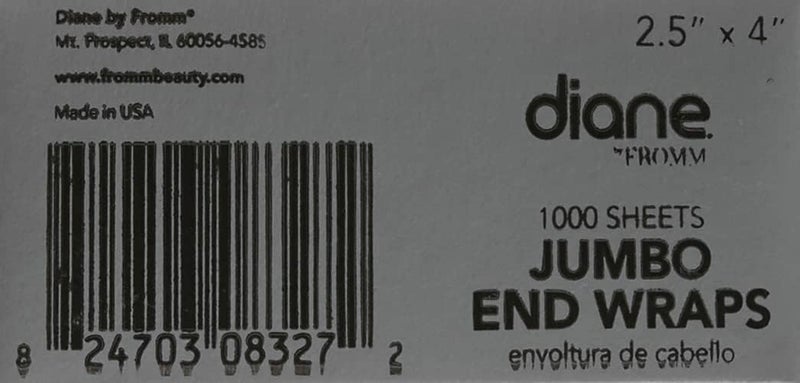 Diane by Fromm®
Mt. Prospect, IL 60056-4585
www.frommbeauty.com
Made in USA
8 24703 08327 2
2.5" x 4"
diane.
by FROMM
1000 SHEETS
JUMBO
END WRAPS
envoltura de cabello